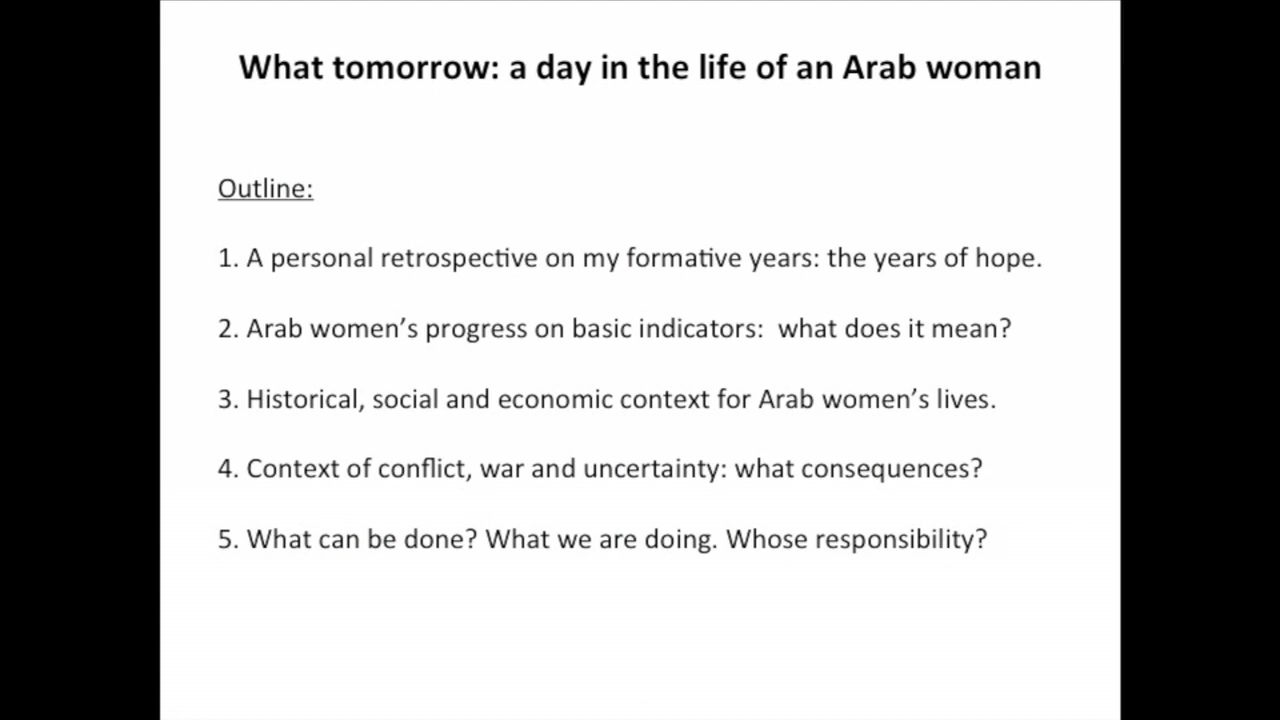 What tomorrow: a day in the life of an Arab woman
Outline:
1. A personal retrospective on my formative years: the years of hope.
2. Arab women’s progress on basic indicators:  what does it mean?
3. Historical, social and economic context for Arab women’s lives.
4. Context of conflict, war and uncertainty: what consequences?
5. What can be done? What we are doing. Whose responsibility?